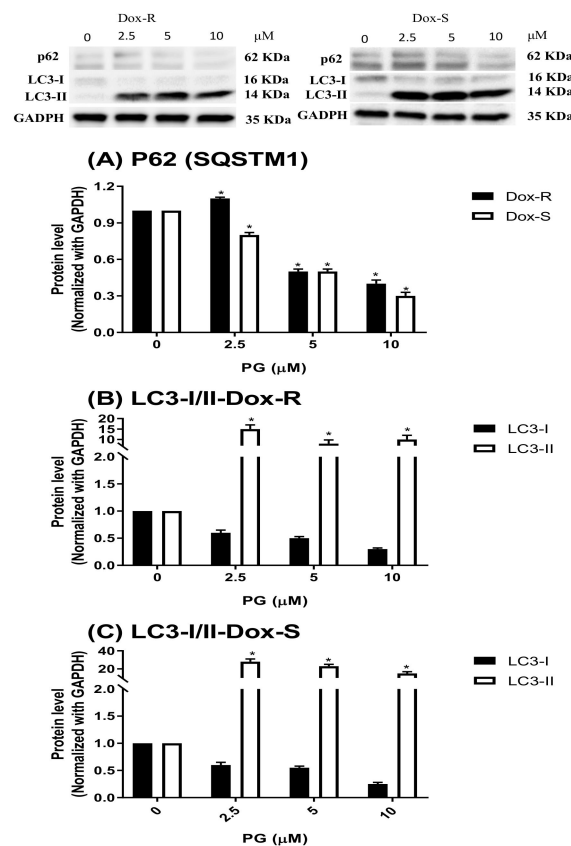 Dox-R
0 2.5 5 10 μM
p62 62 KDa
LC3-I 16 KDa
LC3-II 14 KDa
GADPH 35 KDa
Dox-S
0 2.5 5 10 μM
p62 62 KDa
LC3-I 16 KDa
LC3-II 14 KDa
GADPH 35 KDa
(A) P62 (SQSTM1)
Protein level
(Normalized with GAPDH)
1.2
0.9
0.6
0.3
0.0
* * * * * *
0 2.5 5 10
PG (μM)
Dox-R
Dox-S
(B) LC3-I/II-Dox-R
Protein level
(Normalized with GAPDH)
20
15
10
2.0
1.5
1.0
0.5
0.0
* * *
0 2.5 5 10
PG (μM)
LC3-I
LC3-II
(C) LC3-I/II-Dox-S
Protein level
(Normalized with GAPDH)
40
20
2.0
1.5
1.0
0.5
0.0
* * *
0 2.5 5 10
PG (μM)
LC3-I
LC3-II